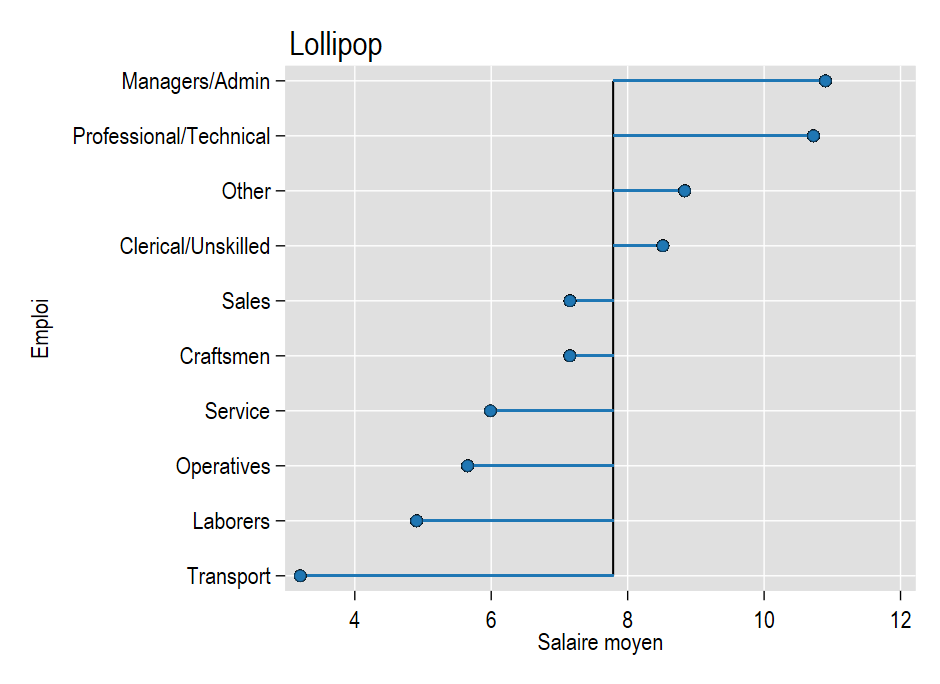 Lollipop
Managers/Admin
Professional/Technical
Other
Clerical/Unskilled
Sales
Craftsmen
Service
Operatives
Laborers
Transport
Emploi
4 6 8 10 12
Salaire moyen